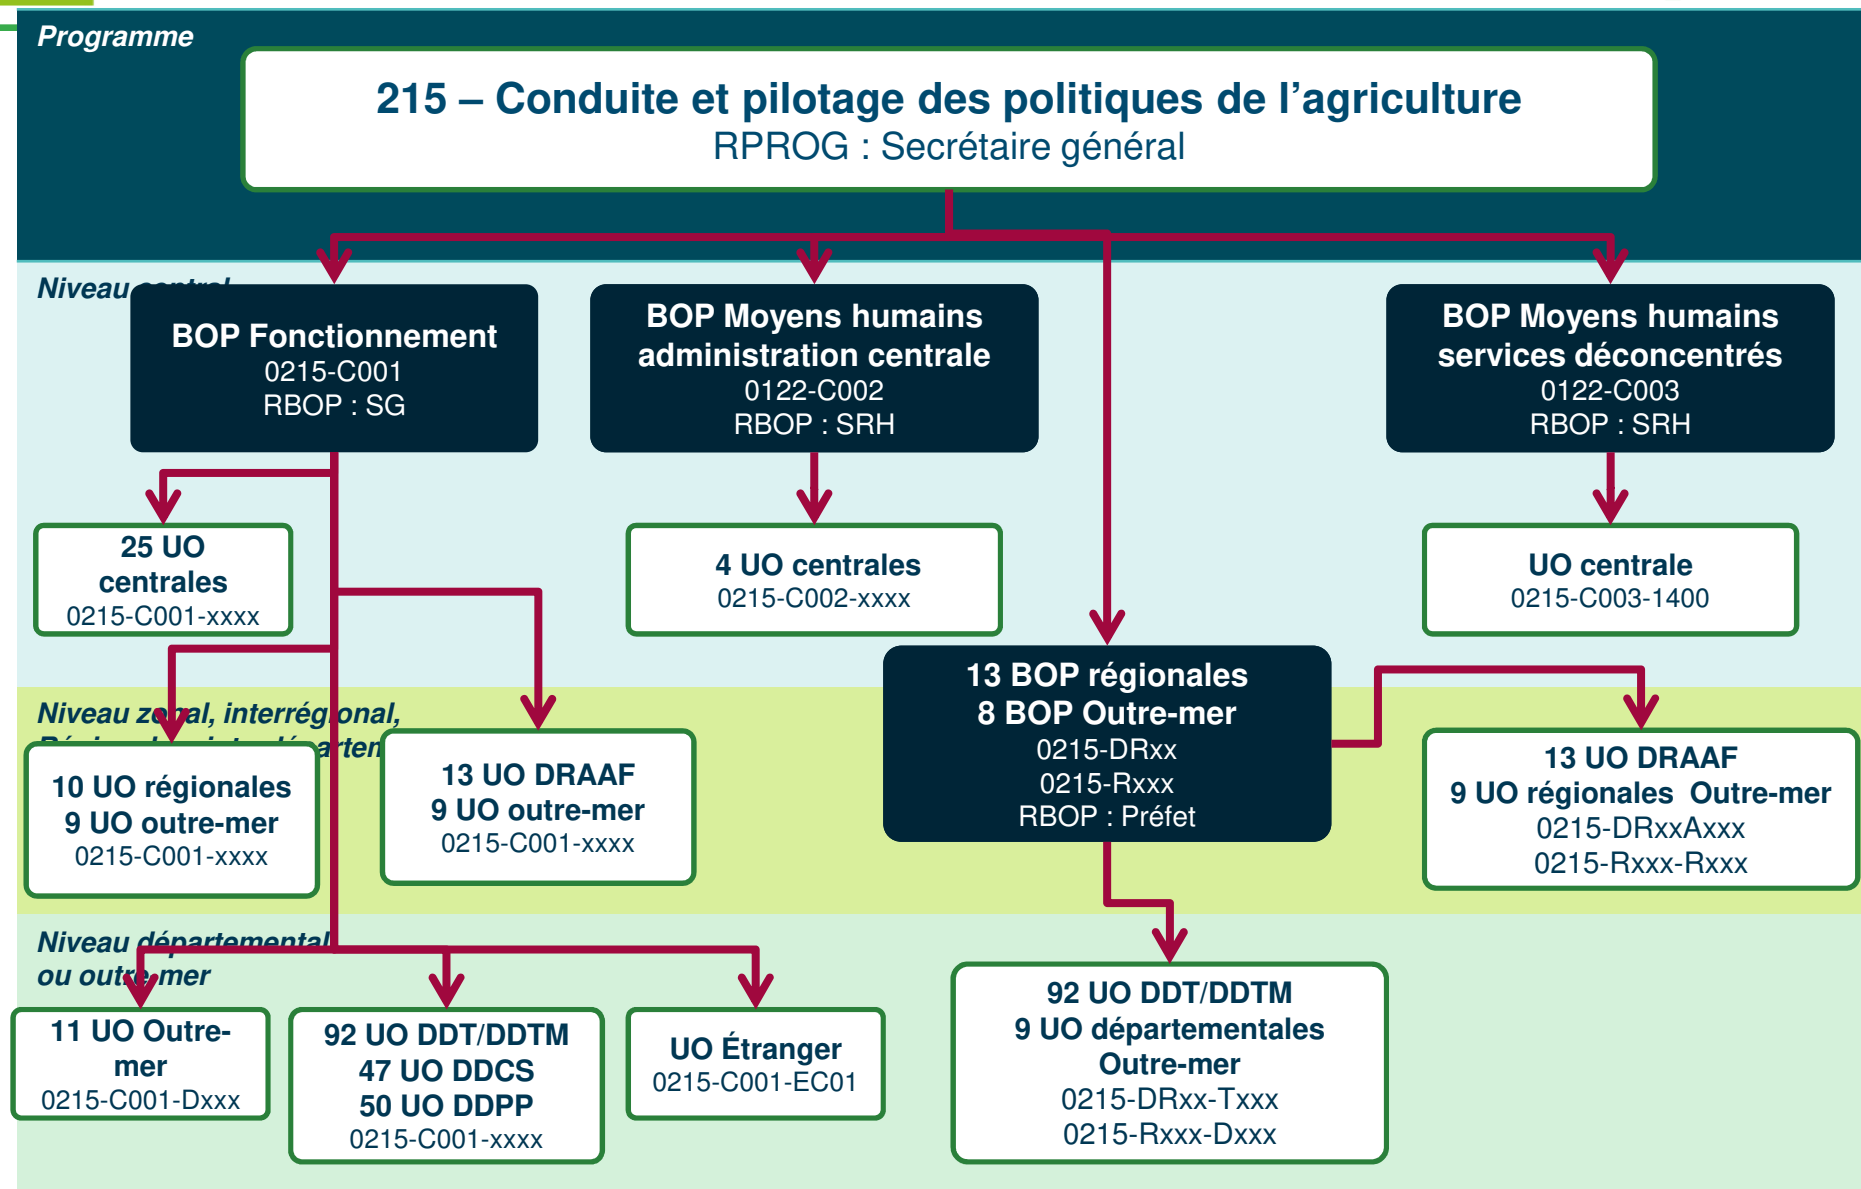 Programme
215 – Conduite et pilotage des politiques de l’agriculture
RPROG : Secrétaire général
Niveau central
BOP Fonctionnement
0215-C001
RBOP : SG
BOP Moyens humains
administration centrale
0122-C002
RBOP : SRH
BOP Moyens humains
services déconcentrés
0122-C003
RBOP : SRH
25 UO
centrales
0215-C001-xxxx
4 UO centrales
0215-C002-xxxx
UO centrale
0215-C003-1400
13 BOP régionales
8 BOP Outre-mer
0215-DRxx
0215-Rxxx
RBOP : Préfet
Niveau zonal, interrégional,
10 UO régionales
9 UO outre-mer
0215-C001-xxxx
13 UO DRAAF
9 UO outre-mer
0215-C001-xxxx
13 UO DRAAF
9 UO régionales Outre-mer
0215-DRxxAxxx
0215-Rxxx-Rxxx
Niveau départemental
ou outre-mer
11 UO Outre-
mer
0215-C001-Dxxx
92 UO DDT/DDTM
47 UO DDCS
50 UO DDPP
0215-C001-xxxx
UO Étranger
0215-C001-EC01
92 UO DDT/DDTM
9 UO départementales
Outre-mer
0215-DRxx-Txxx
0215-Rxxx-Dxxx